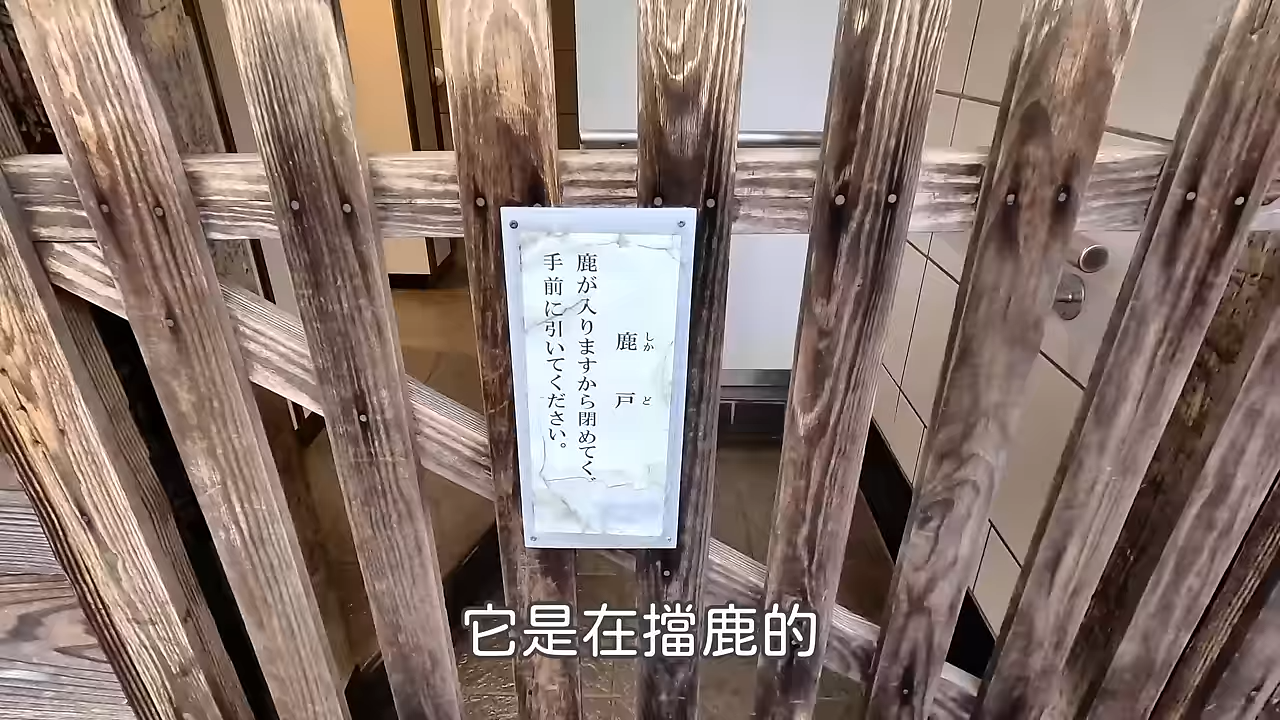 鹿戸
しかど
鹿が入りますから閉めてく、
手前に引いてください。
它是在擋鹿的